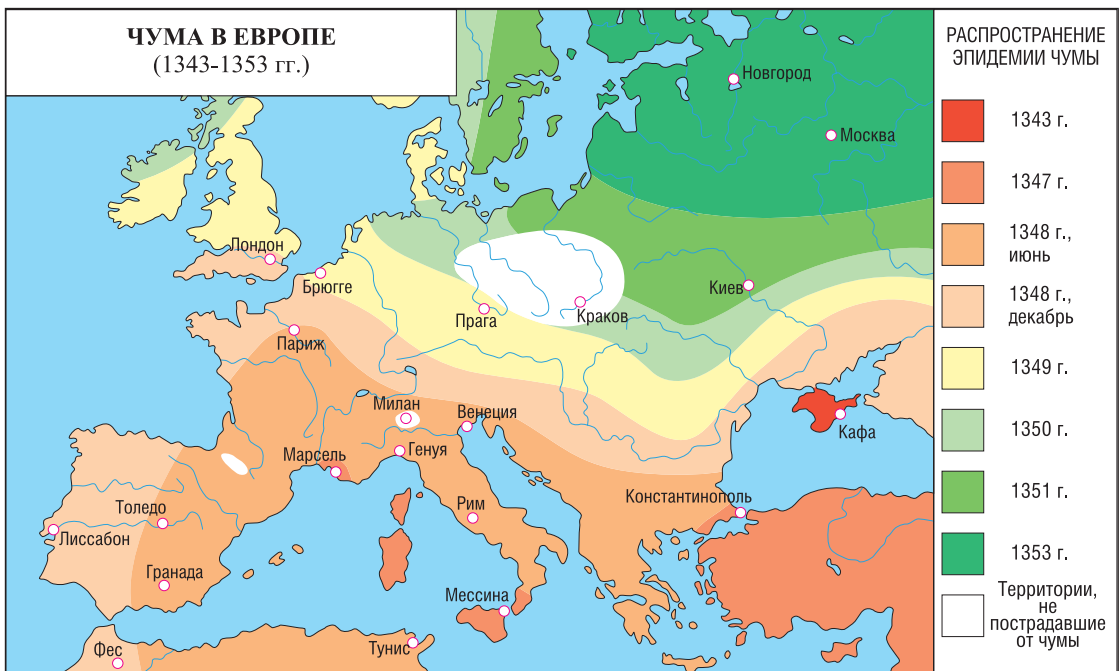 ЧУМА В ЕВРОПЕ
(1343-1353 гг.)
РАСПРОСТРАНЕНИЕ
ЭПИДЕМИИ ЧУМЫ
1343 г.
1347 г.
1348 г.,
июнь
1348 г.,
декабрь
1349 г.
1350 г.
1351 г.
1353 г.
Территории,
не
пострадавшие
от чумы
Новгород
Москва
Лондон
Брюгге
Киев
Прага
Краков
Париж
Милан
Венеция
Кафа
Марсель
Генуя
Константинополь
Толедо
Рим
Лиссабон
Гранада
Мессина
Фес
Тунис